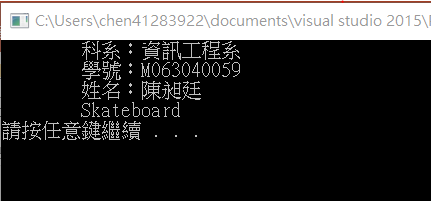 C:\Users\chen41283922\documents\visual studio 2015\
科系：資訊工程系
學號：M063040059
姓名：陳昶廷
Skateboard
請按任意鍵繼續 . . .